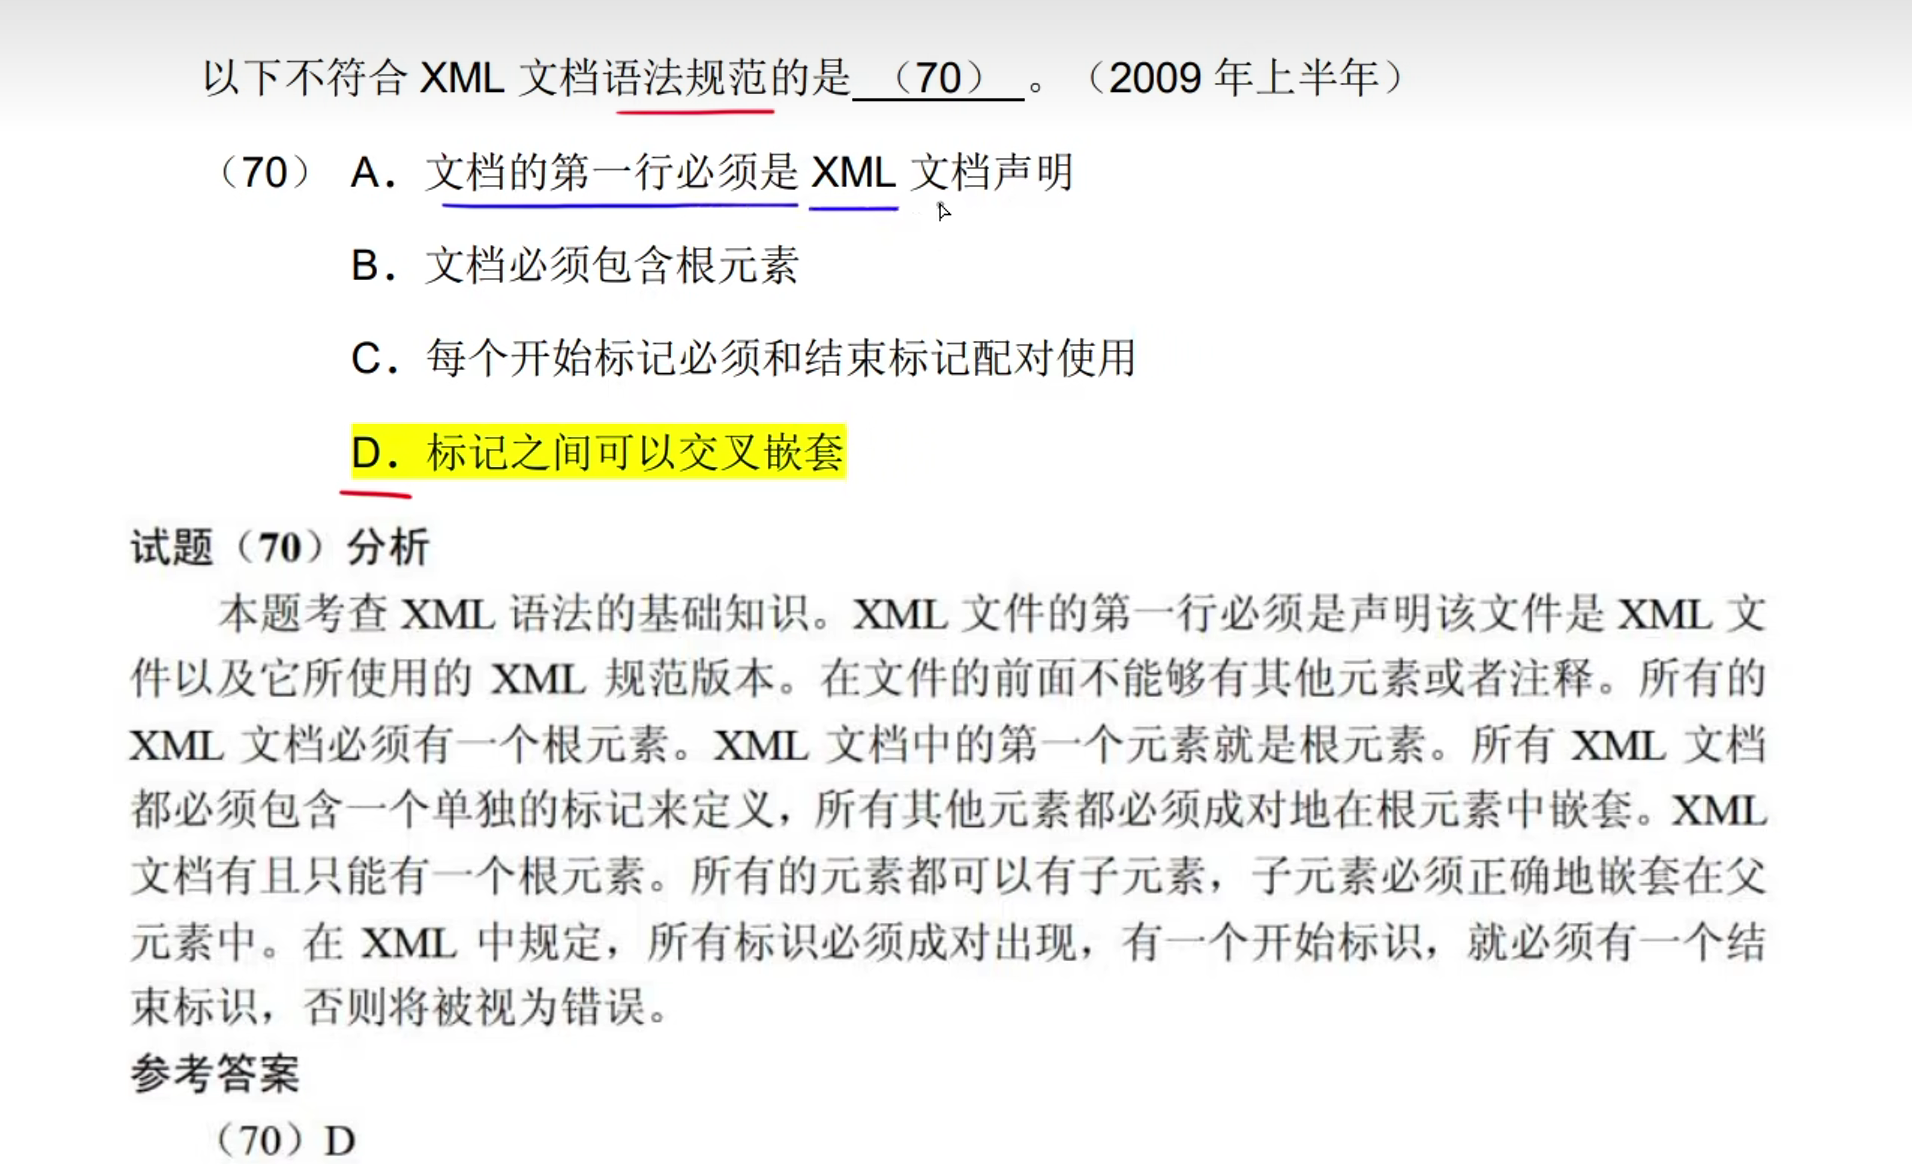 以下不符合 XML 文档语法规范的是 （70） 。（2009 年上半年）
（70） A．文档的第一行必须是 XML 文档声明
B．文档必须包含根元素
C．每个开始标记必须和结束标记配对使用
D．标记之间可以交叉嵌套
试题（70）分析
本题考查 XML 语法的基础知识。XML 文件的第一行必须是声明该文件是 XML 文
件以及它所使用的 XML 规范版本。在文件的前面不能够有其他元素或者注释。所有的
XML 文档必须有一个根元素。XML 文档中的第一个元素就是根元素。所有 XML 文档
都必须包含一个单独的标记来定义，所有其他元素都必须成对地在根元素中嵌套。XML
文档有且只能有一个根元素。所有的元素都可以有子元素，子元素必须正确地嵌套在父
元素中。在 XML 中规定，所有标识必须成对出现，有一个开始标识，就必须有一个结
束标识，否则将被视为错误。
参考答案
（70）D